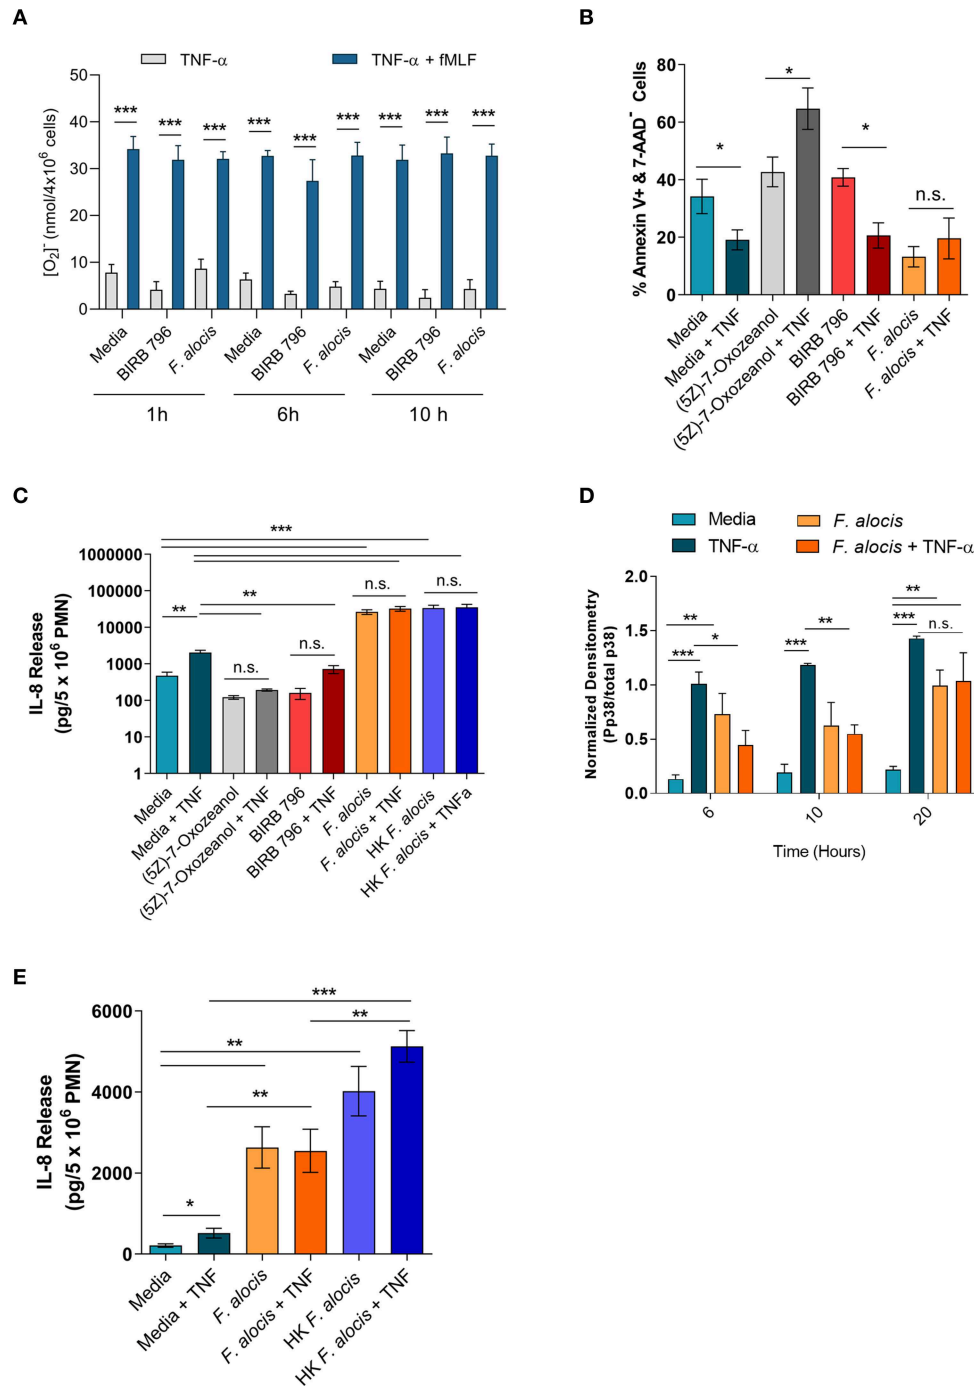 A
TNF-α
TNF-α + fMLF
[O₂]⁻ (nmol/4x10⁶ cells)
50
40
30
20
10
0
*** *** *** *** *** *** *** *** ***
Media
BIRB 796
F. alocis
Media
BIRB 796
F. alocis
Media
BIRB 796
F. alocis
1h
6h
10 h
B
% Annexin V+ & 7-AAD⁻ Cells
80
60
40
20
0
*
*
*
n.s.
Media
Media + TNF
(5Z)-7-Oxozeanol
(5Z)-7-Oxozeanol + TNF
BIRB 796
BIRB 796 + TNF
F. alocis
F. alocis + TNF
C
IL-8 Release
(pg/5 x 10⁶ PMN)
1000000
100000
10000
1000
100
10
1
***
**
**
n.s.
n.s.
n.s.
n.s.
Media
Media + TNF
(5Z)-7-Oxozeanol
(5Z)-7-Oxozeanol + TNF
BIRB 796
BIRB 796 + TNF
F. alocis
F. alocis + TNF
HK F. alocis
HK F. alocis + TNFa
D
Media
TNF-α
F. alocis
F. alocis + TNF-α
Normalized Densitometry
(Pp38/total p38)
2.0
1.5
1.0
0.5
0.0
**
*
***
**
***
**
**
***
n.s.
6
10
20
Time (Hours)
E
IL-8 Release
(pg/5 x 10⁶ PMN)
6000
4000
2000
0
***
**
**
**
*
Media
Media + TNF
F. alocis
F. alocis + TNF
HK F. alocis
HK F. alocis + TNF